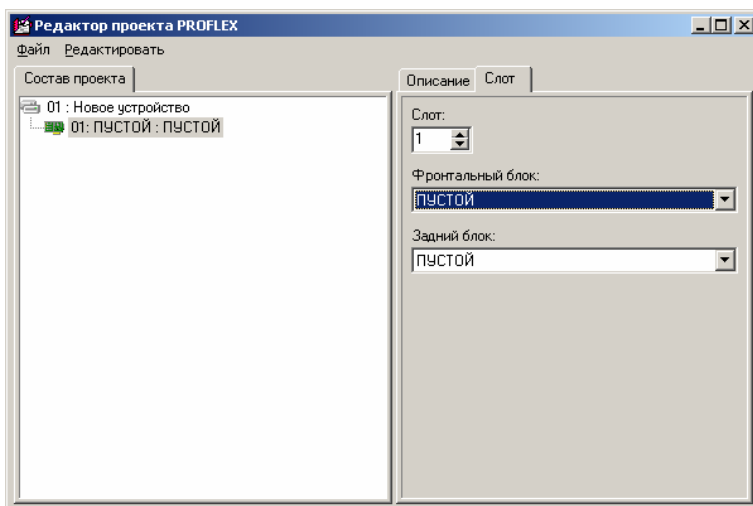 Редактор проекта PROFLEX
Файл Редактировать
Состав проекта
01 : Новое устройство
01: ПУСТОЙ : ПУСТОЙ
Описание Слот
Слот:
1
Фронтальный блок:
ПУСТОЙ
Задний блок:
ПУСТОЙ